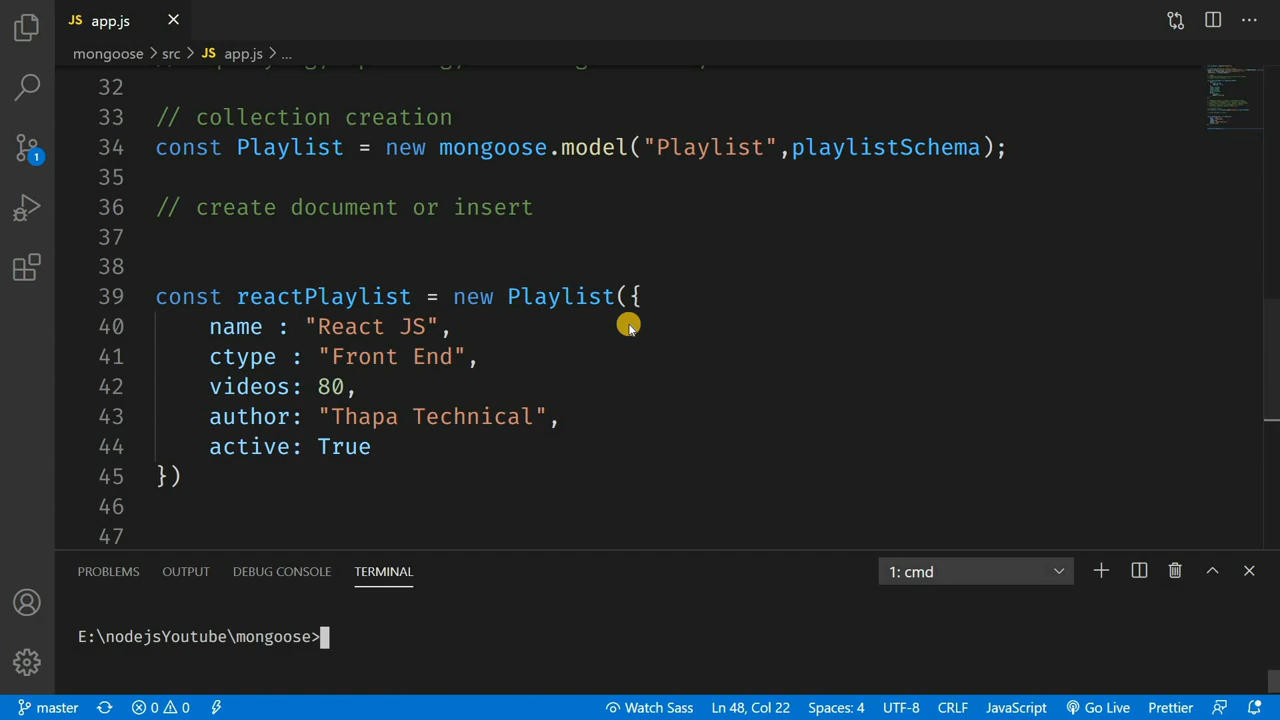 JS app.js
mongoose > src > JS app.js > ...
32
33 // collection creation
34 const Playlist = new mongoose.model("Playlist",playlistSchema);
35
36 // create document or insert
37
38
39 const reactPlaylist = new Playlist({
40 name : "React JS",
41 ctype : "Front End",
42 videos: 80,
43 author: "Thapa Technical",
44 active: True
45 })
46
47
1
PROBLEMS OUTPUT DEBUG CONSOLE TERMINAL 1: cmd
E:\nodejsYoutube\mongoose>
master 0 0 Watch Sass Ln 48, Col 22 Spaces: 4 UTF-8 CRLF JavaScript Go Live Prettier